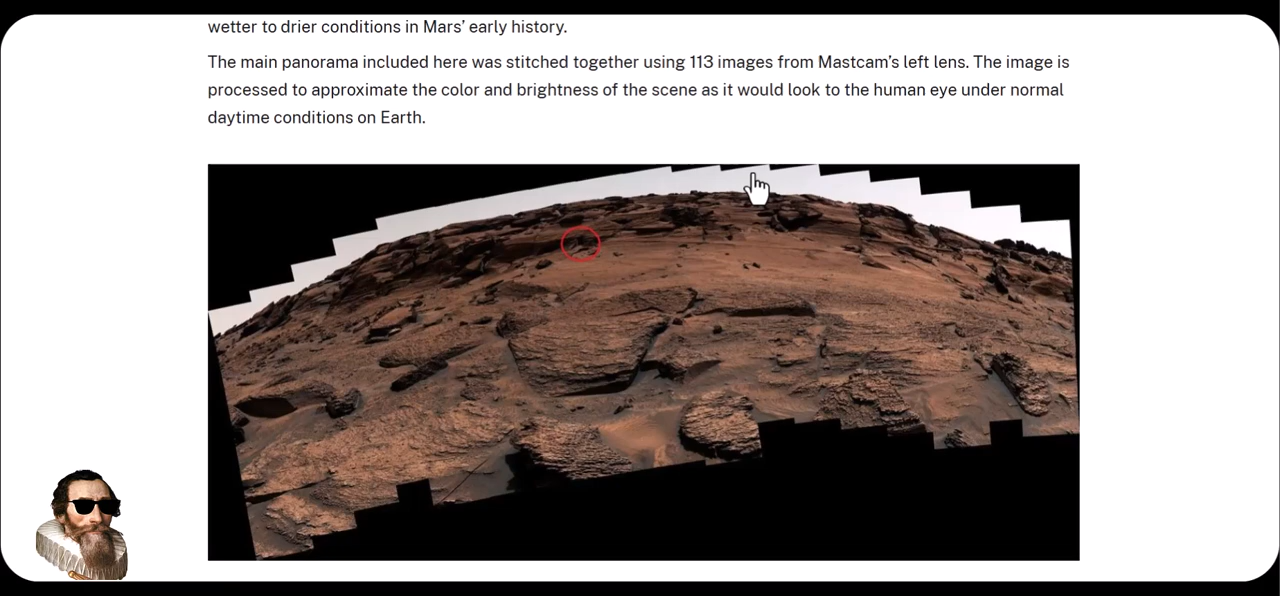 wetter to drier conditions in Mars’ early history.
The main panorama included here was stitched together using 113 images from Mastcam’s left lens. The image is
processed to approximate the color and brightness of the scene as it would look to the human eye under normal
daytime conditions on Earth.